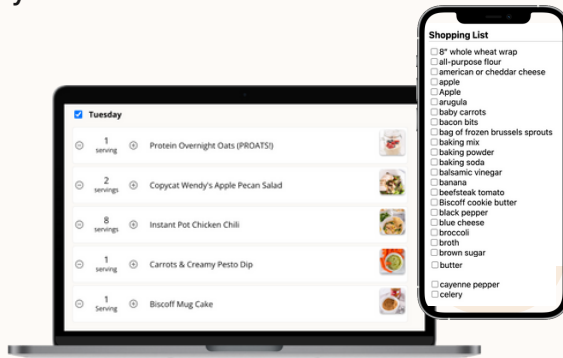 Tuesday
1
serving
Protein Overnight Oats (PROATS!)
2
servings
Copycat Wendy's Apple Pecan Salad
8
servings
Instant Pot Chicken Chili
1
serving
Carrots & Creamy Pesto Dip
1
Serving
Biscoff Mug Cake
Shopping List
8" whole wheat wrap
all-purpose flour
american or cheddar cheese
apple
Apple
arugula
baby carrots
bacon bits
bag of frozen brussels sprouts
baking mix
baking powder
baking soda
balsamic vinegar
banana
beefsteak tomato
Biscoff cookie butter
black pepper
blue cheese
broccoli
broth
brown sugar
butter
cayenne pepper
celery